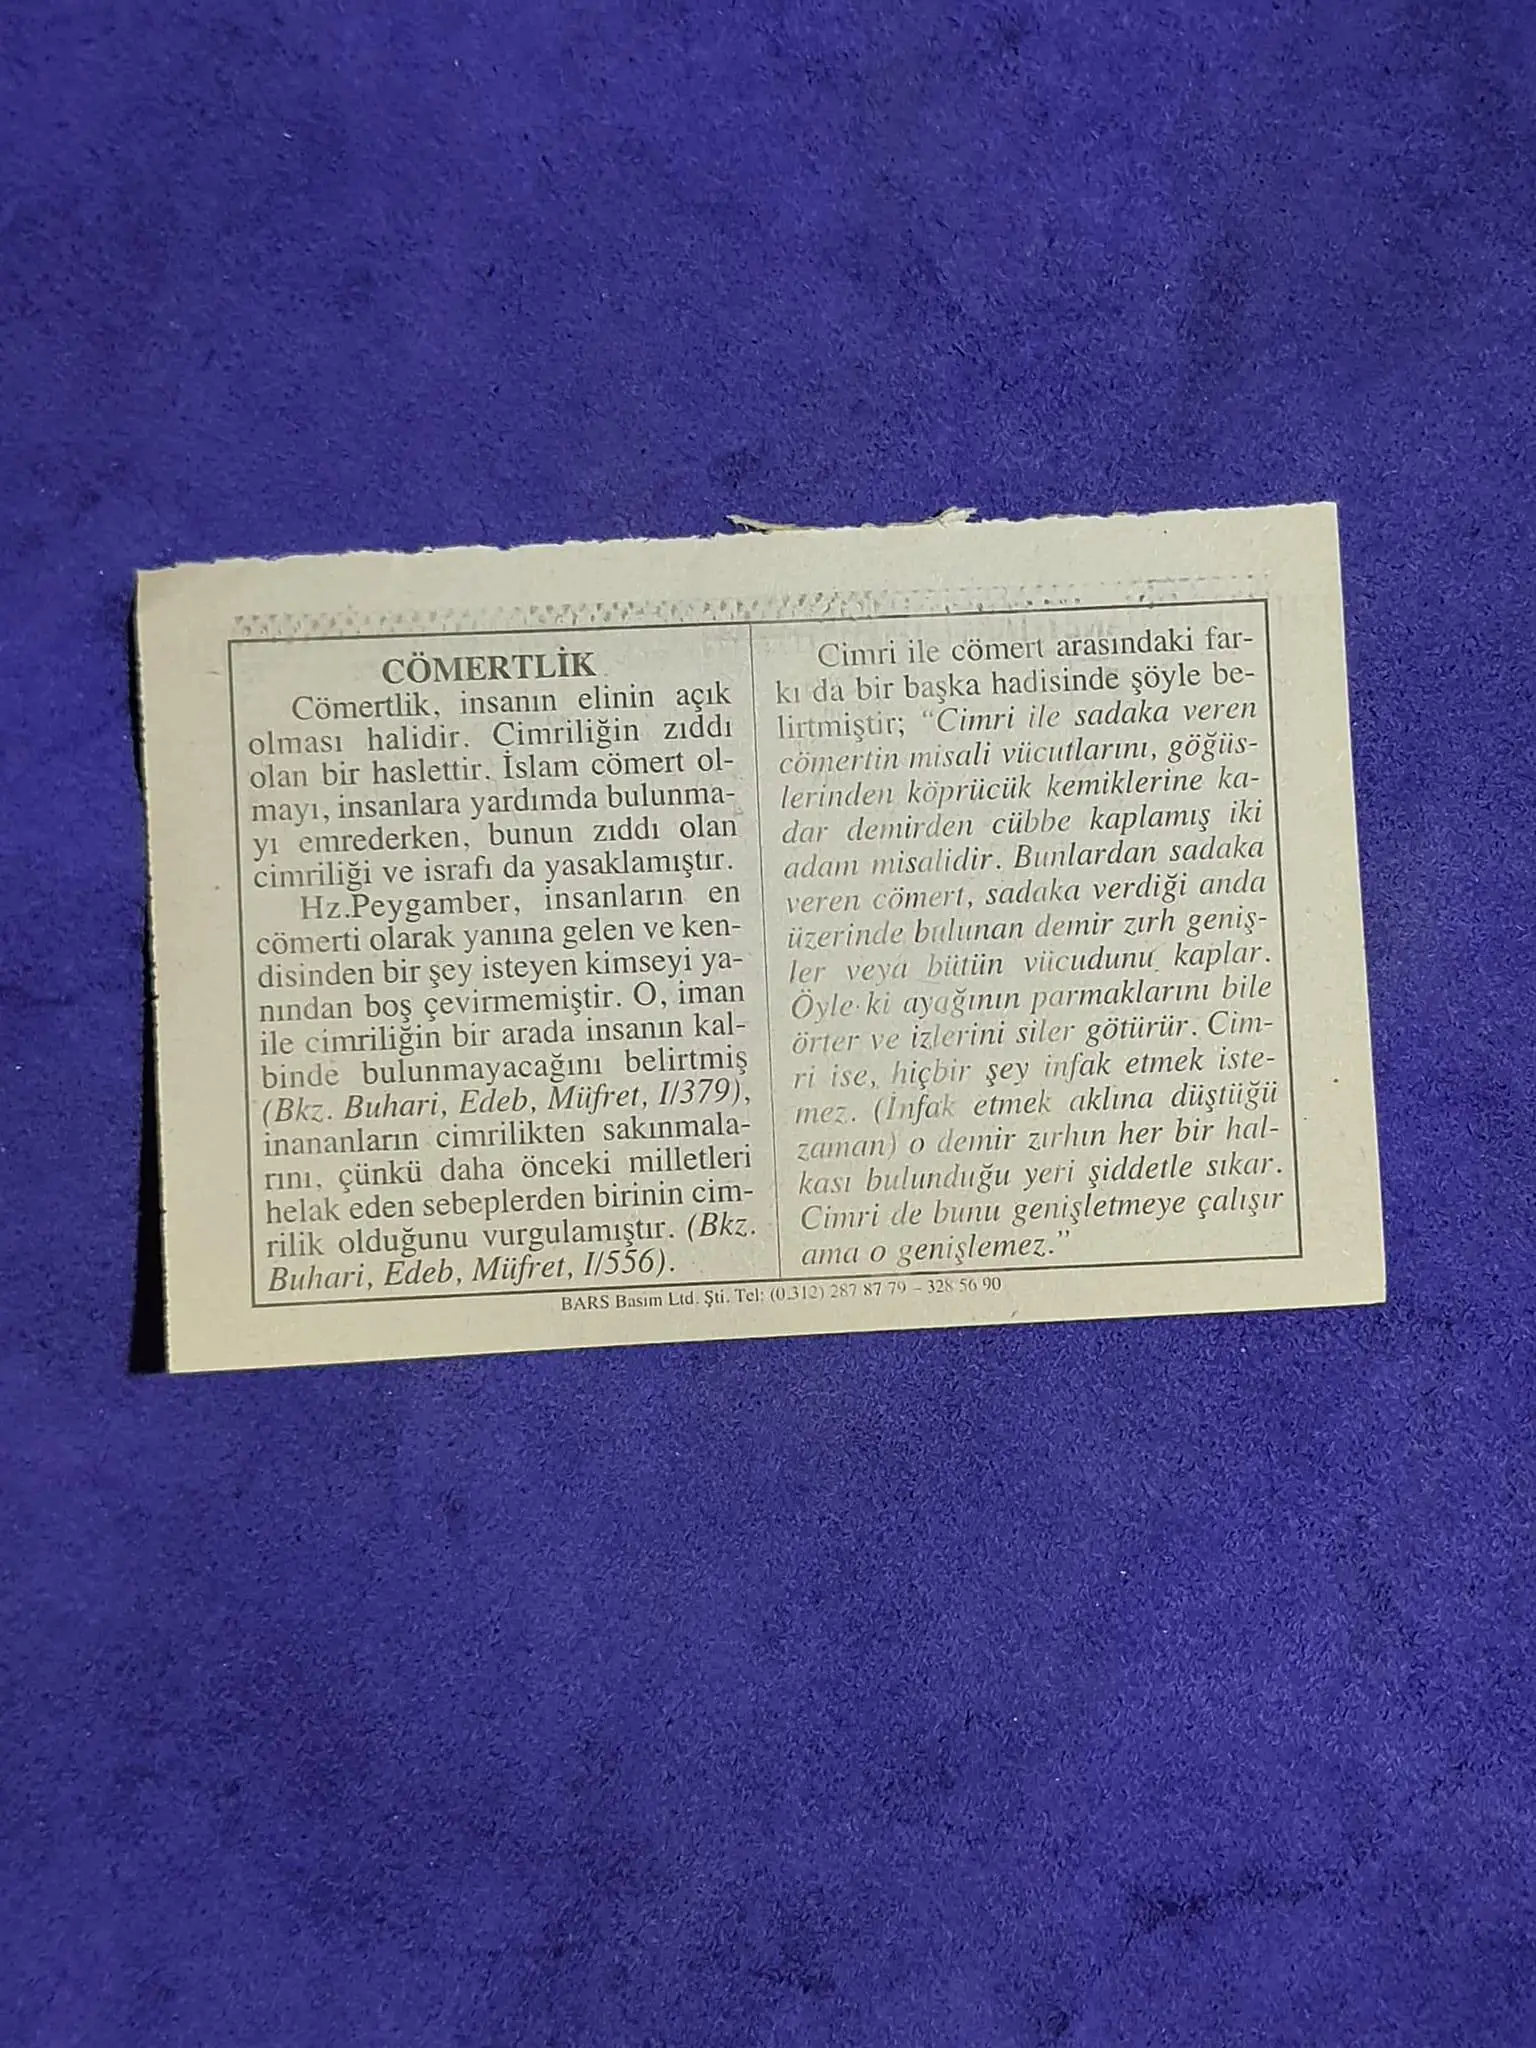 CÖMERTLİK
Cömertlik, insanın elinin açık
olması halidir. Cimriliğin zıddı
olan bir haslettir. İslam cömert ol-
mayı, insanlara yardımda bulunma-
yı emrederken, bunun zıddı olan
cimriliği ve israfı da yasaklamıştır.
Hz.Peygamber, insanların en
cömerti olarak yanına gelen ve ken-
disinden bir şey isteyen kimseyi ya-
nından boş çevirmemiştir. O, iman
ile cimriliğin bir arada insanın kal-
binde bulunmayacağını belirtmiş
(Bkz. Buhari, Edeb, Müfret, I/379),
inananların cimrilikten sakınmala-
rını, çünkü daha önceki milletleri
helak eden sebeplerden birinin cim-
rilik olduğunu vurgulamıştır. (Bkz.
Buhari, Edeb, Müfret, I/556).
Cimri ile cömert arasındaki far-
kı da bir başka hadisinde şöyle be-
lirtmiştir; “Cimri ile sadaka veren
cömertin misali vücutlarını, göğüs-
lerinden köprücük kemiklerine ka-
dar demirden cübbe kaplamış iki
adam misalidir. Bunlardan sadaka
veren cömert, sadaka verdiği anda
üzerinde bulunan demir zırh geniş-
ler veya bütün vücudunu kaplar.
Öyle ki ayağının parmaklarını bile
örter ve izlerini siler götürür. Cim-
ri ise, hiçbir şey infak etmek iste-
mez. (İnfak etmek aklına düştüğü
zaman) o demir zırhın her bir hal-
kası bulunduğu yeri şiddetle sıkar.
Cimri de bunu genişletmeye çalışır
ama o genişlemez.”
BARS Basım Ltd. Şti. Tel: (0.312) 287 87 79 – 328 56 90